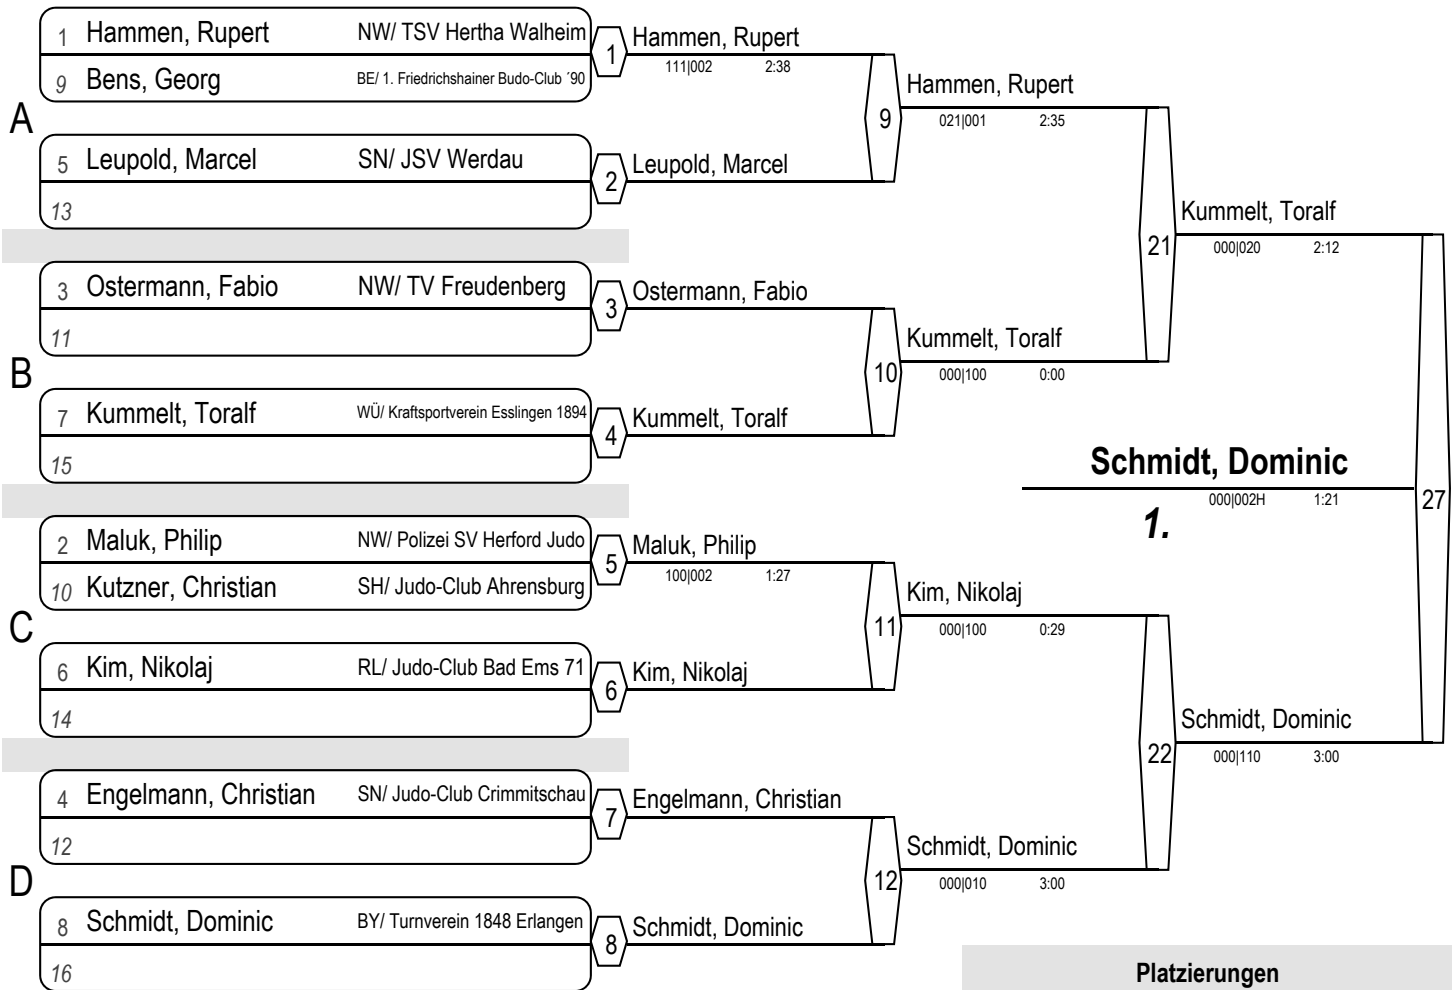 1 Hammen, Rupert NW/ TSV Hertha Walheim
9 Bens, Georg BE/ 1. Friedrichshainer Budo-Club ´90
1
Hammen, Rupert
111|002 2:38
A
5 Leupold, Marcel SN/ JSV Werdau
13
2
Leupold, Marcel
9
Hammen, Rupert
021|001 2:35
3 Ostermann, Fabio NW/ TV Freudenberg
11
3
Ostermann, Fabio
B
7 Kummelt, Toralf WÜ/ Kraftsportverein Esslingen 1894
15
4
Kummelt, Toralf
10
Kummelt, Toralf
000|100 0:00
21
Kummelt, Toralf
000|020 2:12
2 Maluk, Philip NW/ Polizei SV Herford Judo
10 Kutzner, Christian SH/ Judo-Club Ahrensburg
5
Maluk, Philip
100|002 1:27
C
6 Kim, Nikolaj RL/ Judo-Club Bad Ems 71
14
6
Kim, Nikolaj
11
Kim, Nikolaj
000|100 0:29
4 Engelmann, Christian SN/ Judo-Club Crimmitschau
12
7
Engelmann, Christian
D
8 Schmidt, Dominic BY/ Turnverein 1848 Erlangen
16
8
Schmidt, Dominic
12
Schmidt, Dominic
000|010 3:00
22
Schmidt, Dominic
000|110 3:00
27
Schmidt, Dominic
000|002H 1:21
1.
Platzierungen